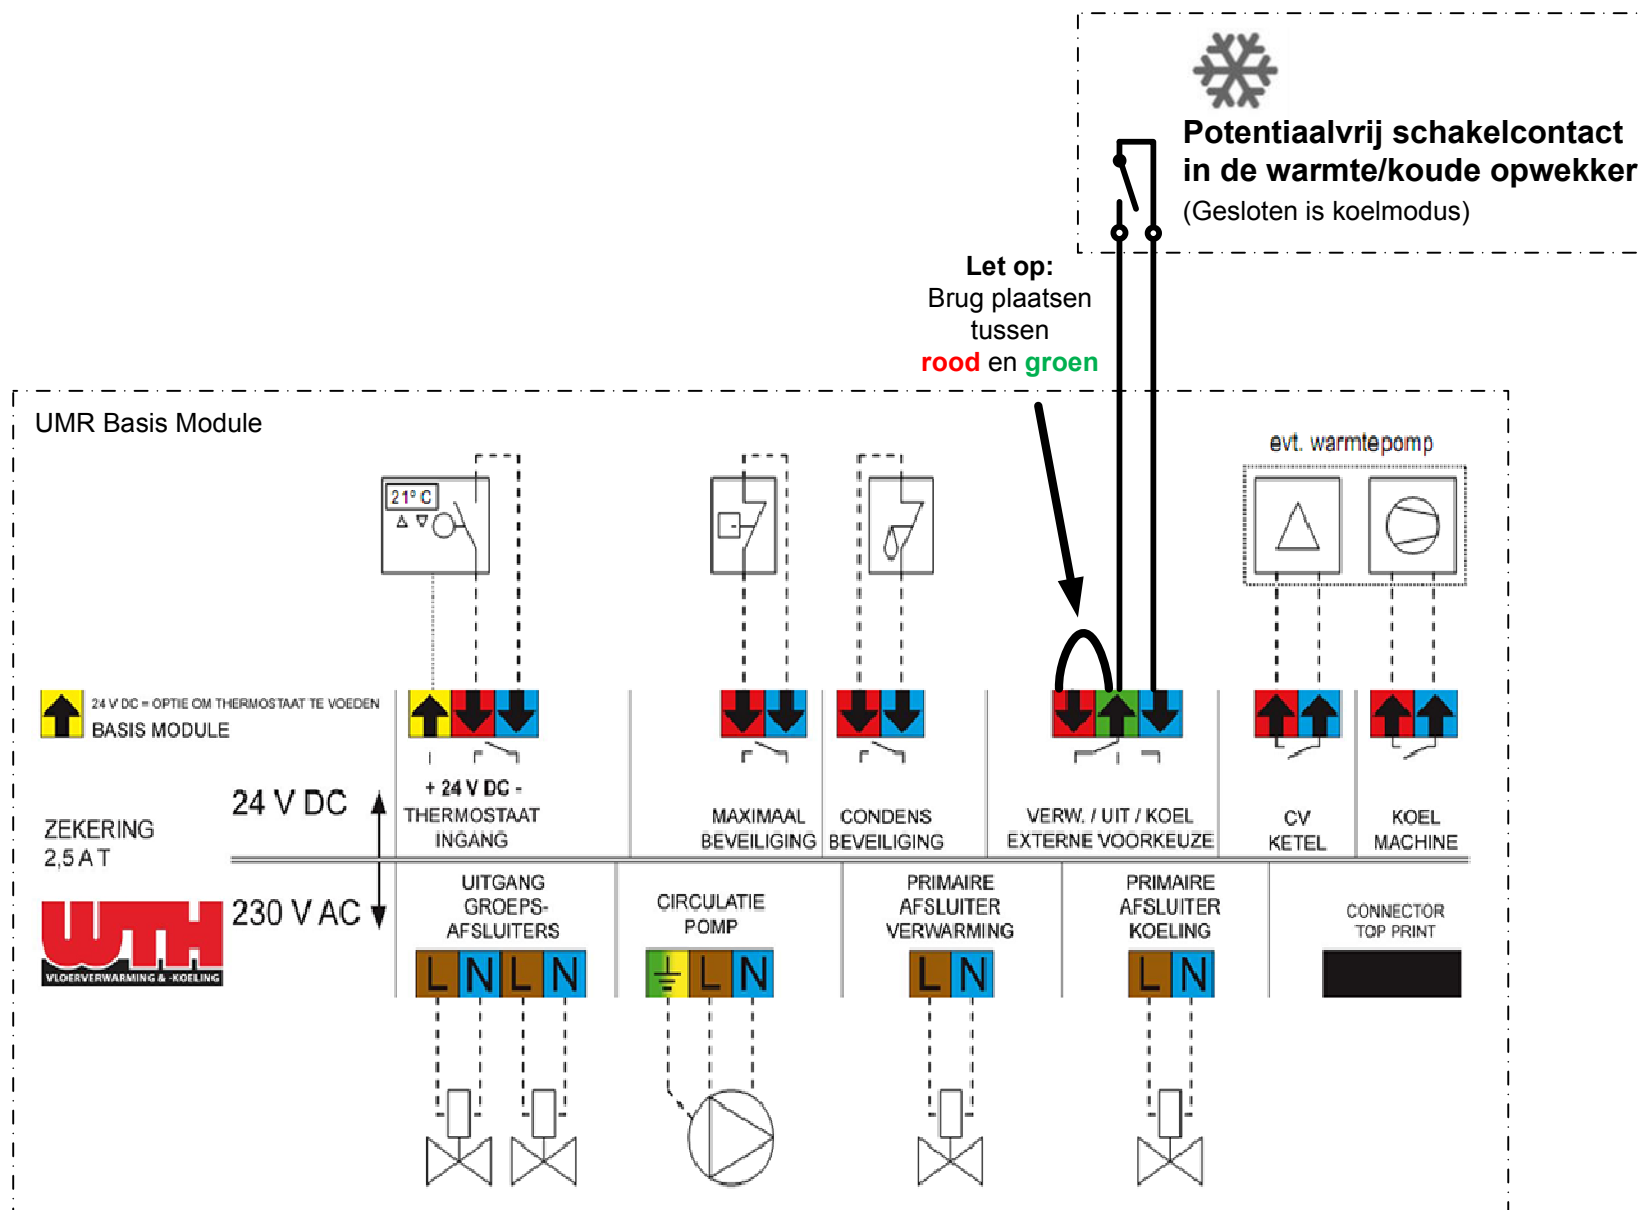 Potentiaalvrij schakelcontact
in de warmte/koude opwekker
(Gesloten is koelmodus)
Let op:
Brug plaatsen
tussen
rood en groen
UMR Basis Module
evt. warmtepomp
21° C
24 V DC = OPTIE OM THERMOSTAAT TE VOEDEN
BASIS MODULE
+ 24 V DC -
THERMOSTAAT
INGANG
MAXIMAAL
BEVEILIGING
CONDENS
BEVEILIGING
VERW. / UIT / KOEL
EXTERNE VOORKEUZE
CV
KETEL
KOEL
MACHINE
24 V DC
ZEKERING
2,5 A T
230 V AC
WTH
VLOERVERWARMING & -KOELING
UITGANG
GROEPS-
AFSLUITERS
L N L N
CIRCULATIE
POMP
L N
PRIMAIRE
AFSLUITER
VERWARMING
L N
PRIMAIRE
AFSLUITER
KOELING
L N
CONNECTOR
TOP PRINT